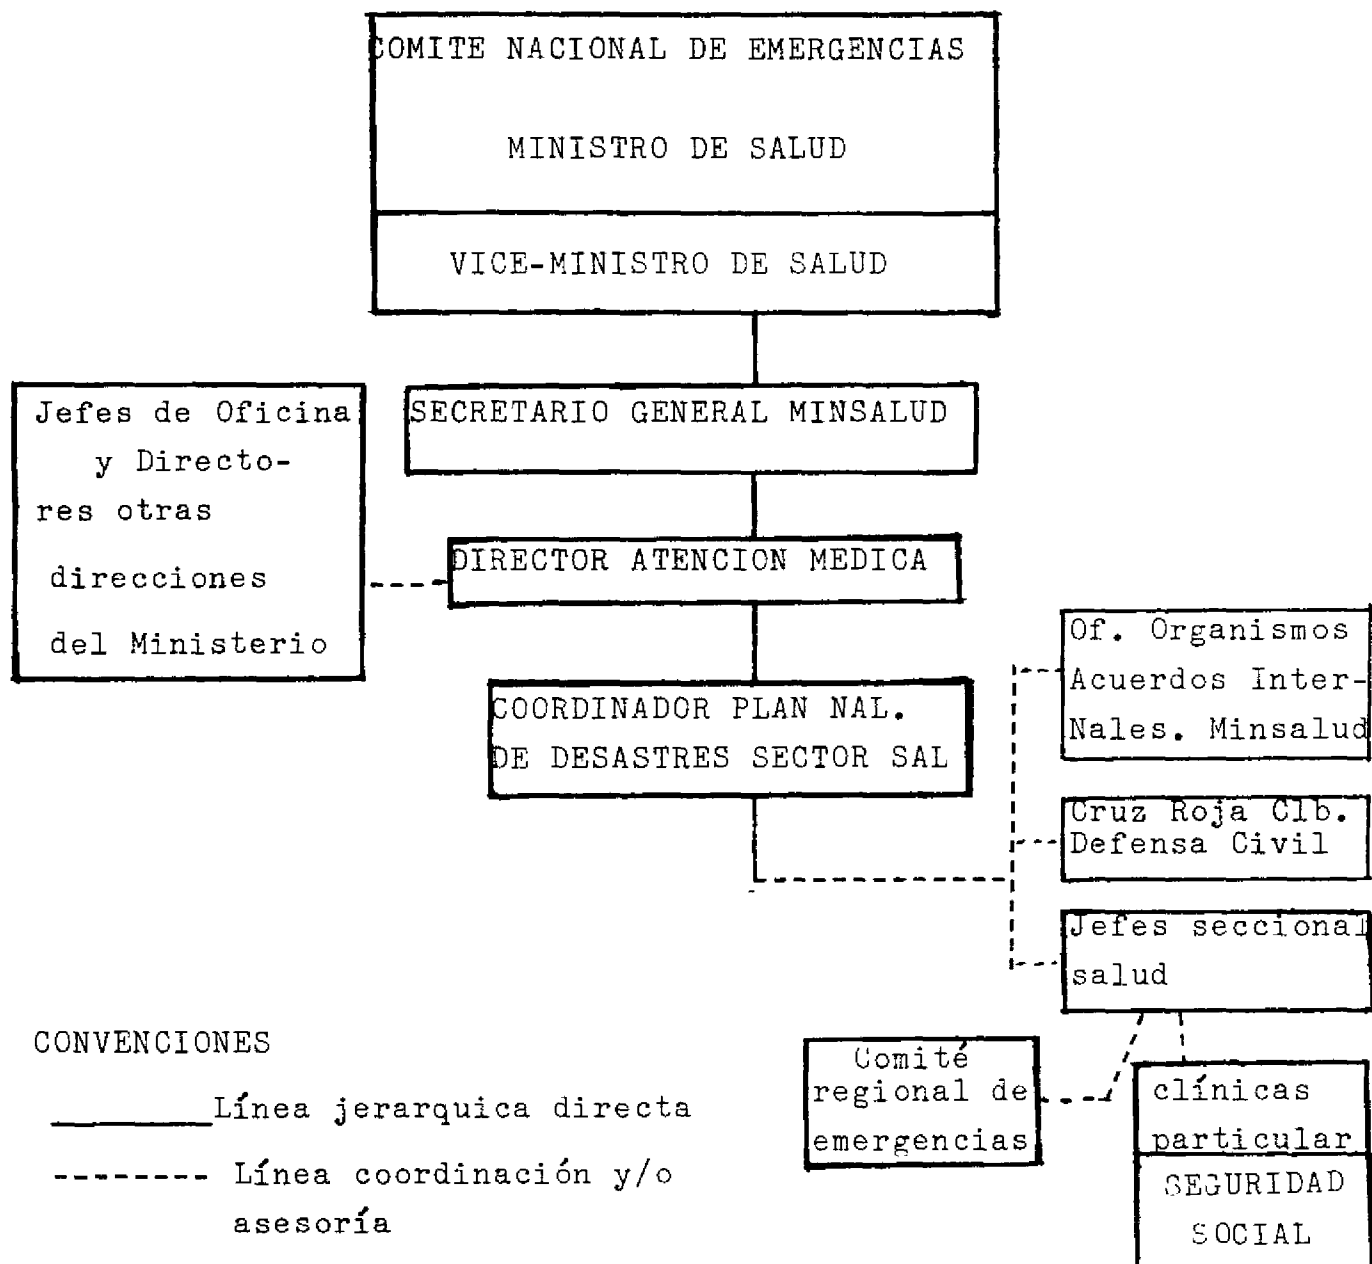 COMITE NACIONAL DE EMERGENCIAS
MINISTRO DE SALUD
VICE-MINISTRO DE SALUD
SECRETARIO GENERAL MINSALUD
Jefes de Oficina
y Directo-
res otras
direcciones
del Ministerio
DIRECTOR ATENCION MEDICA
COORDINADOR PLAN NAL.
DE DESASTRES SECTOR SAL
Of. Organismos
Acuerdos Inter-
Nales. Minsalud
Cruz Roja Clb.
Defensa Civil
Jefes seccional
salud
Comité
regional de
emergencias
clínicas
particular
SEGURIDAD
SOCIAL
CONVENCIONES
Línea jerarquica directa
Línea coordinación y/o
asesoría